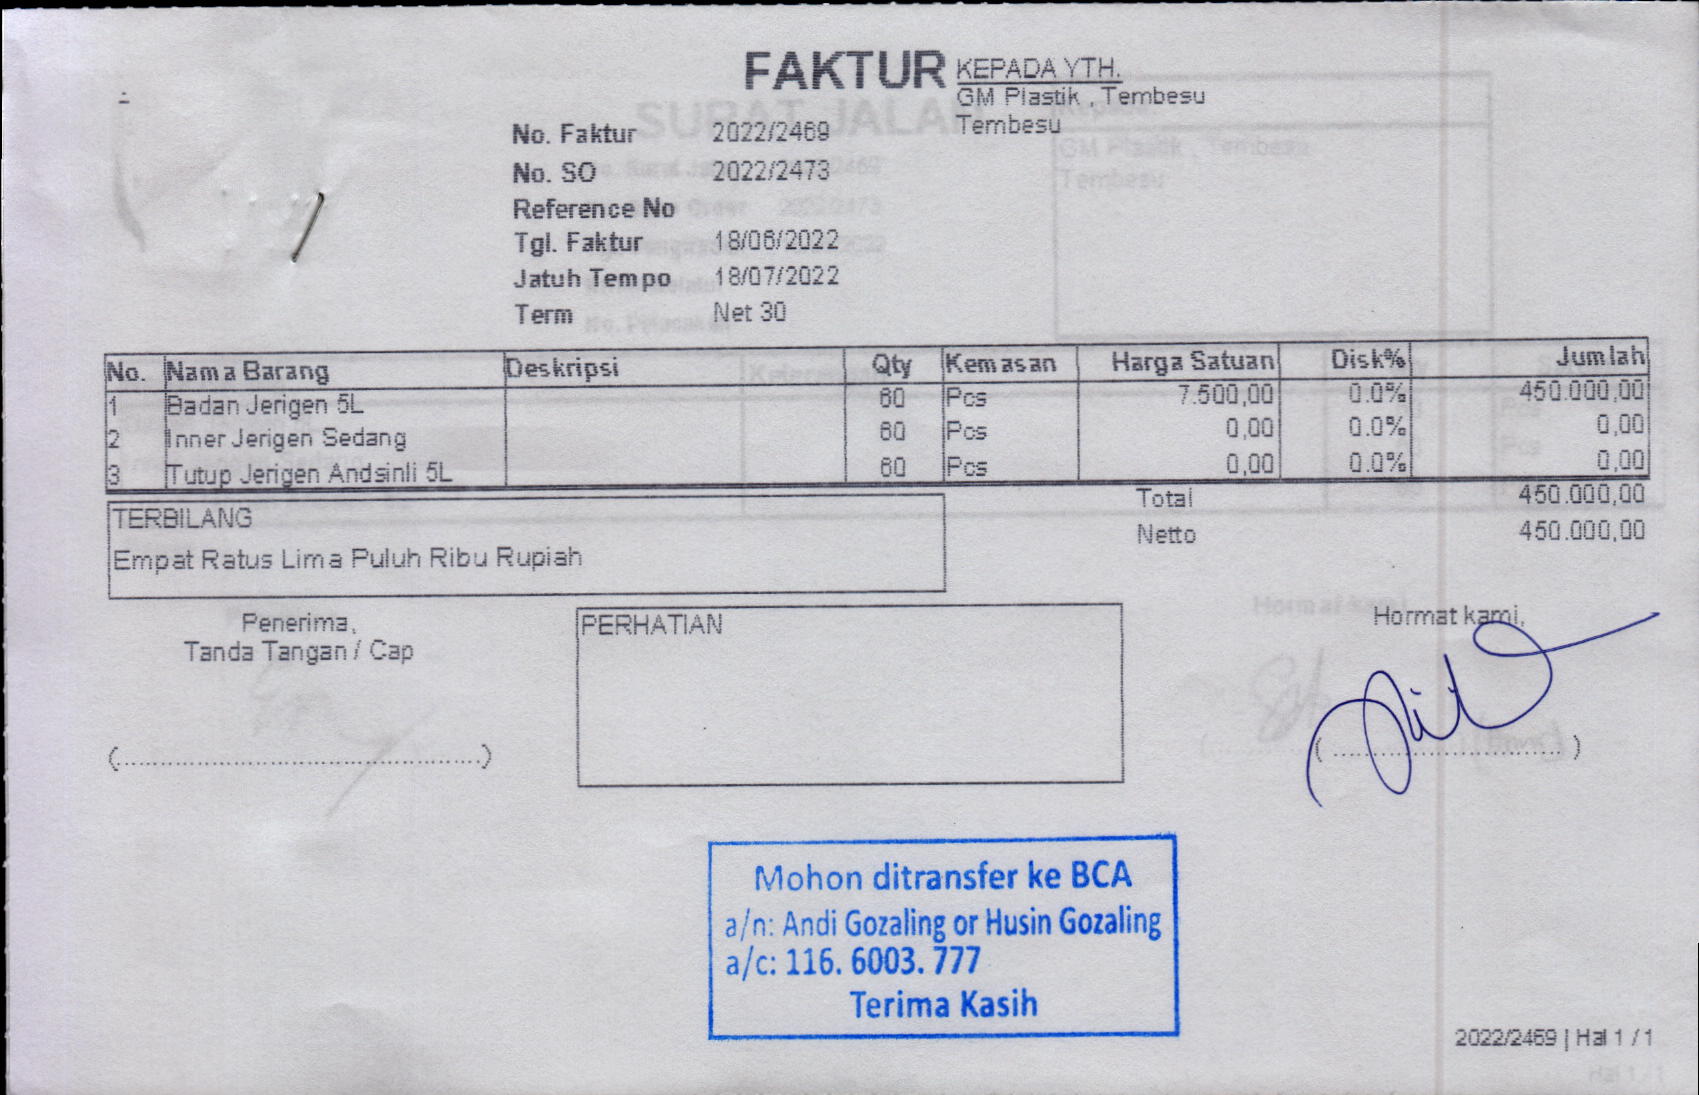 FAKTUR
KEPADA YTH.
GM Plastik , Tembesu
Tembesu
No. Faktur 2022/2469
No. SO 2022/2473
Reference No
Tgl. Faktur 18/06/2022
Jatuh Tempo 18/07/2022
Term Net 30
No. Nama Barang Deskripsi Qty Kemasan Harga Satuan Disk% Jumlah
1 Badan Jerigen 5L 60 Pcs 7.500,00 0.0% 450.000,00
2 Inner Jerigen Sedang 60 Pcs 0,00 0.0% 0,00
3 Tutup Jerigen Andsinli 5L 60 Pcs 0,00 0.0% 0,00
Total 450.000,00
Netto 450.000,00
TERBILANG
Empat Ratus Lima Puluh Ribu Rupiah
Penerima,
Tanda Tangan / Cap
(.....................................................)
PERHATIAN
Hormat kami,
( ................................... )
Mohon ditransfer ke BCA
a/n: Andi Gozaling or Husin Gozaling
a/c: 116. 6003. 777
Terima Kasih
2022/2469 | Hal 1 / 1